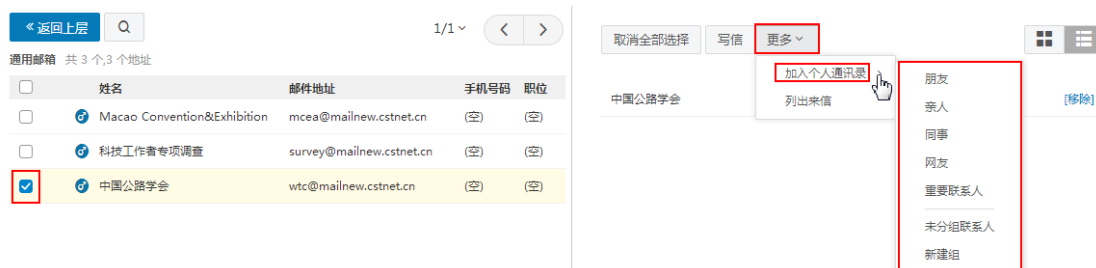 «返回上层
1/1
通用邮箱 共 3 个,3 个地址
姓名 邮件地址 手机号码 职位
Macao Convention&Exhibition mcea@mailnew.cstnet.cn (空) (空)
科技工作者专项调查 survey@mailnew.cstnet.cn (空) (空)
中国公路学会 wtc@mailnew.cstnet.cn (空) (空)
取消全部选择 写信 更多
加入个人通讯录
列出来信
中国公路学会 [移除]
朋友
亲人
同事
网友
重要联系人
未分组联系人
新建组